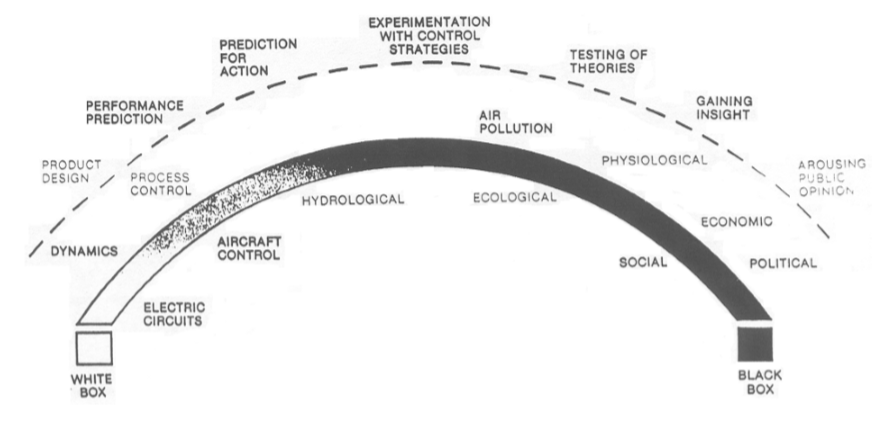 EXPERIMENTATION
WITH CONTROL
STRATEGIES
PREDICTION
FOR
ACTION
TESTING OF
THEORIES
PERFORMANCE
PREDICTION
GAINING
INSIGHT
AIR
POLLUTION
PRODUCT
DESIGN
PROCESS
CONTROL
PHYSIOLOGICAL
AROUSING
PUBLIC
OPINION
HYDROLOGICAL
ECOLOGICAL
ECONOMIC
DYNAMICS
AIRCRAFT
CONTROL
SOCIAL
POLITICAL
ELECTRIC
CIRCUITS
WHITE
BOX
BLACK
BOX